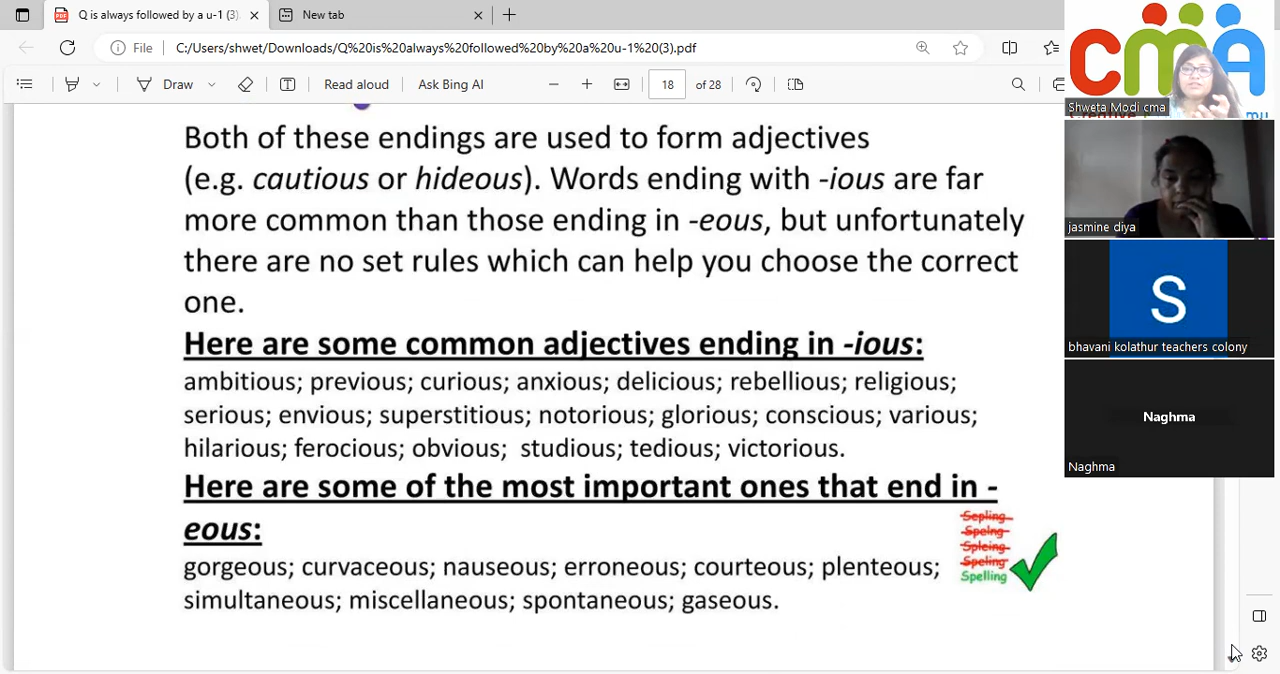 Q is always followed by a u-1 (3).
New tab
File
C:/Users/shwet/Downloads/Q%20is%20always%20followed%20by%20a%20u-1%20(3).pdf
Draw
Read aloud
Ask Bing AI
18
of 28
Both of these endings are used to form adjectives
(e.g. cautious or hideous). Words ending with -ious are far
more common than those ending in -eous, but unfortunately
there are no set rules which can help you choose the correct
one.
Here are some common adjectives ending in -ious:
ambitious; previous; curious; anxious; delicious; rebellious; religious;
serious; envious; superstitious; notorious; glorious; conscious; various;
hilarious; ferocious; obvious;  studious; tedious; victorious.
Here are some of the most important ones that end in -
eous:
gorgeous; curvaceous; nauseous; erroneous; courteous; plenteous;
simultaneous; miscellaneous; spontaneous; gaseous.
Sepling
Spelng
Spleing
Speling
Spelling
cmA
Shweta Modi cma
jasmine diya
S
bhavani kolathur teachers colony
Naghma
Naghma